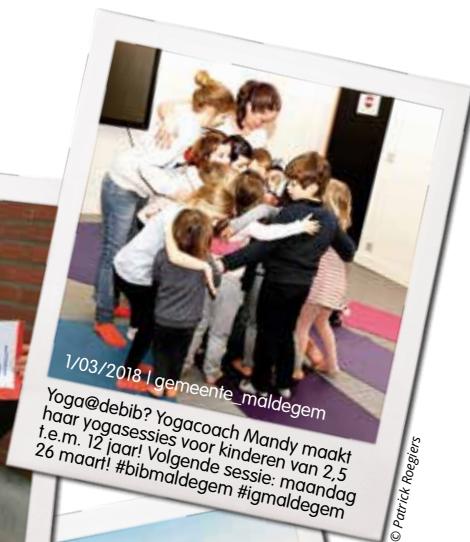 1/03/2018 | gemeente_maldegem
Yoga@debib? Yogacoach Mandy maakt
haar yogasessies voor kinderen van 2,5
t.e.m. 12 jaar! Volgende sessie: maandag
26 maart! #bibmaldegem #igmaldegem
© Patrick Roegiers